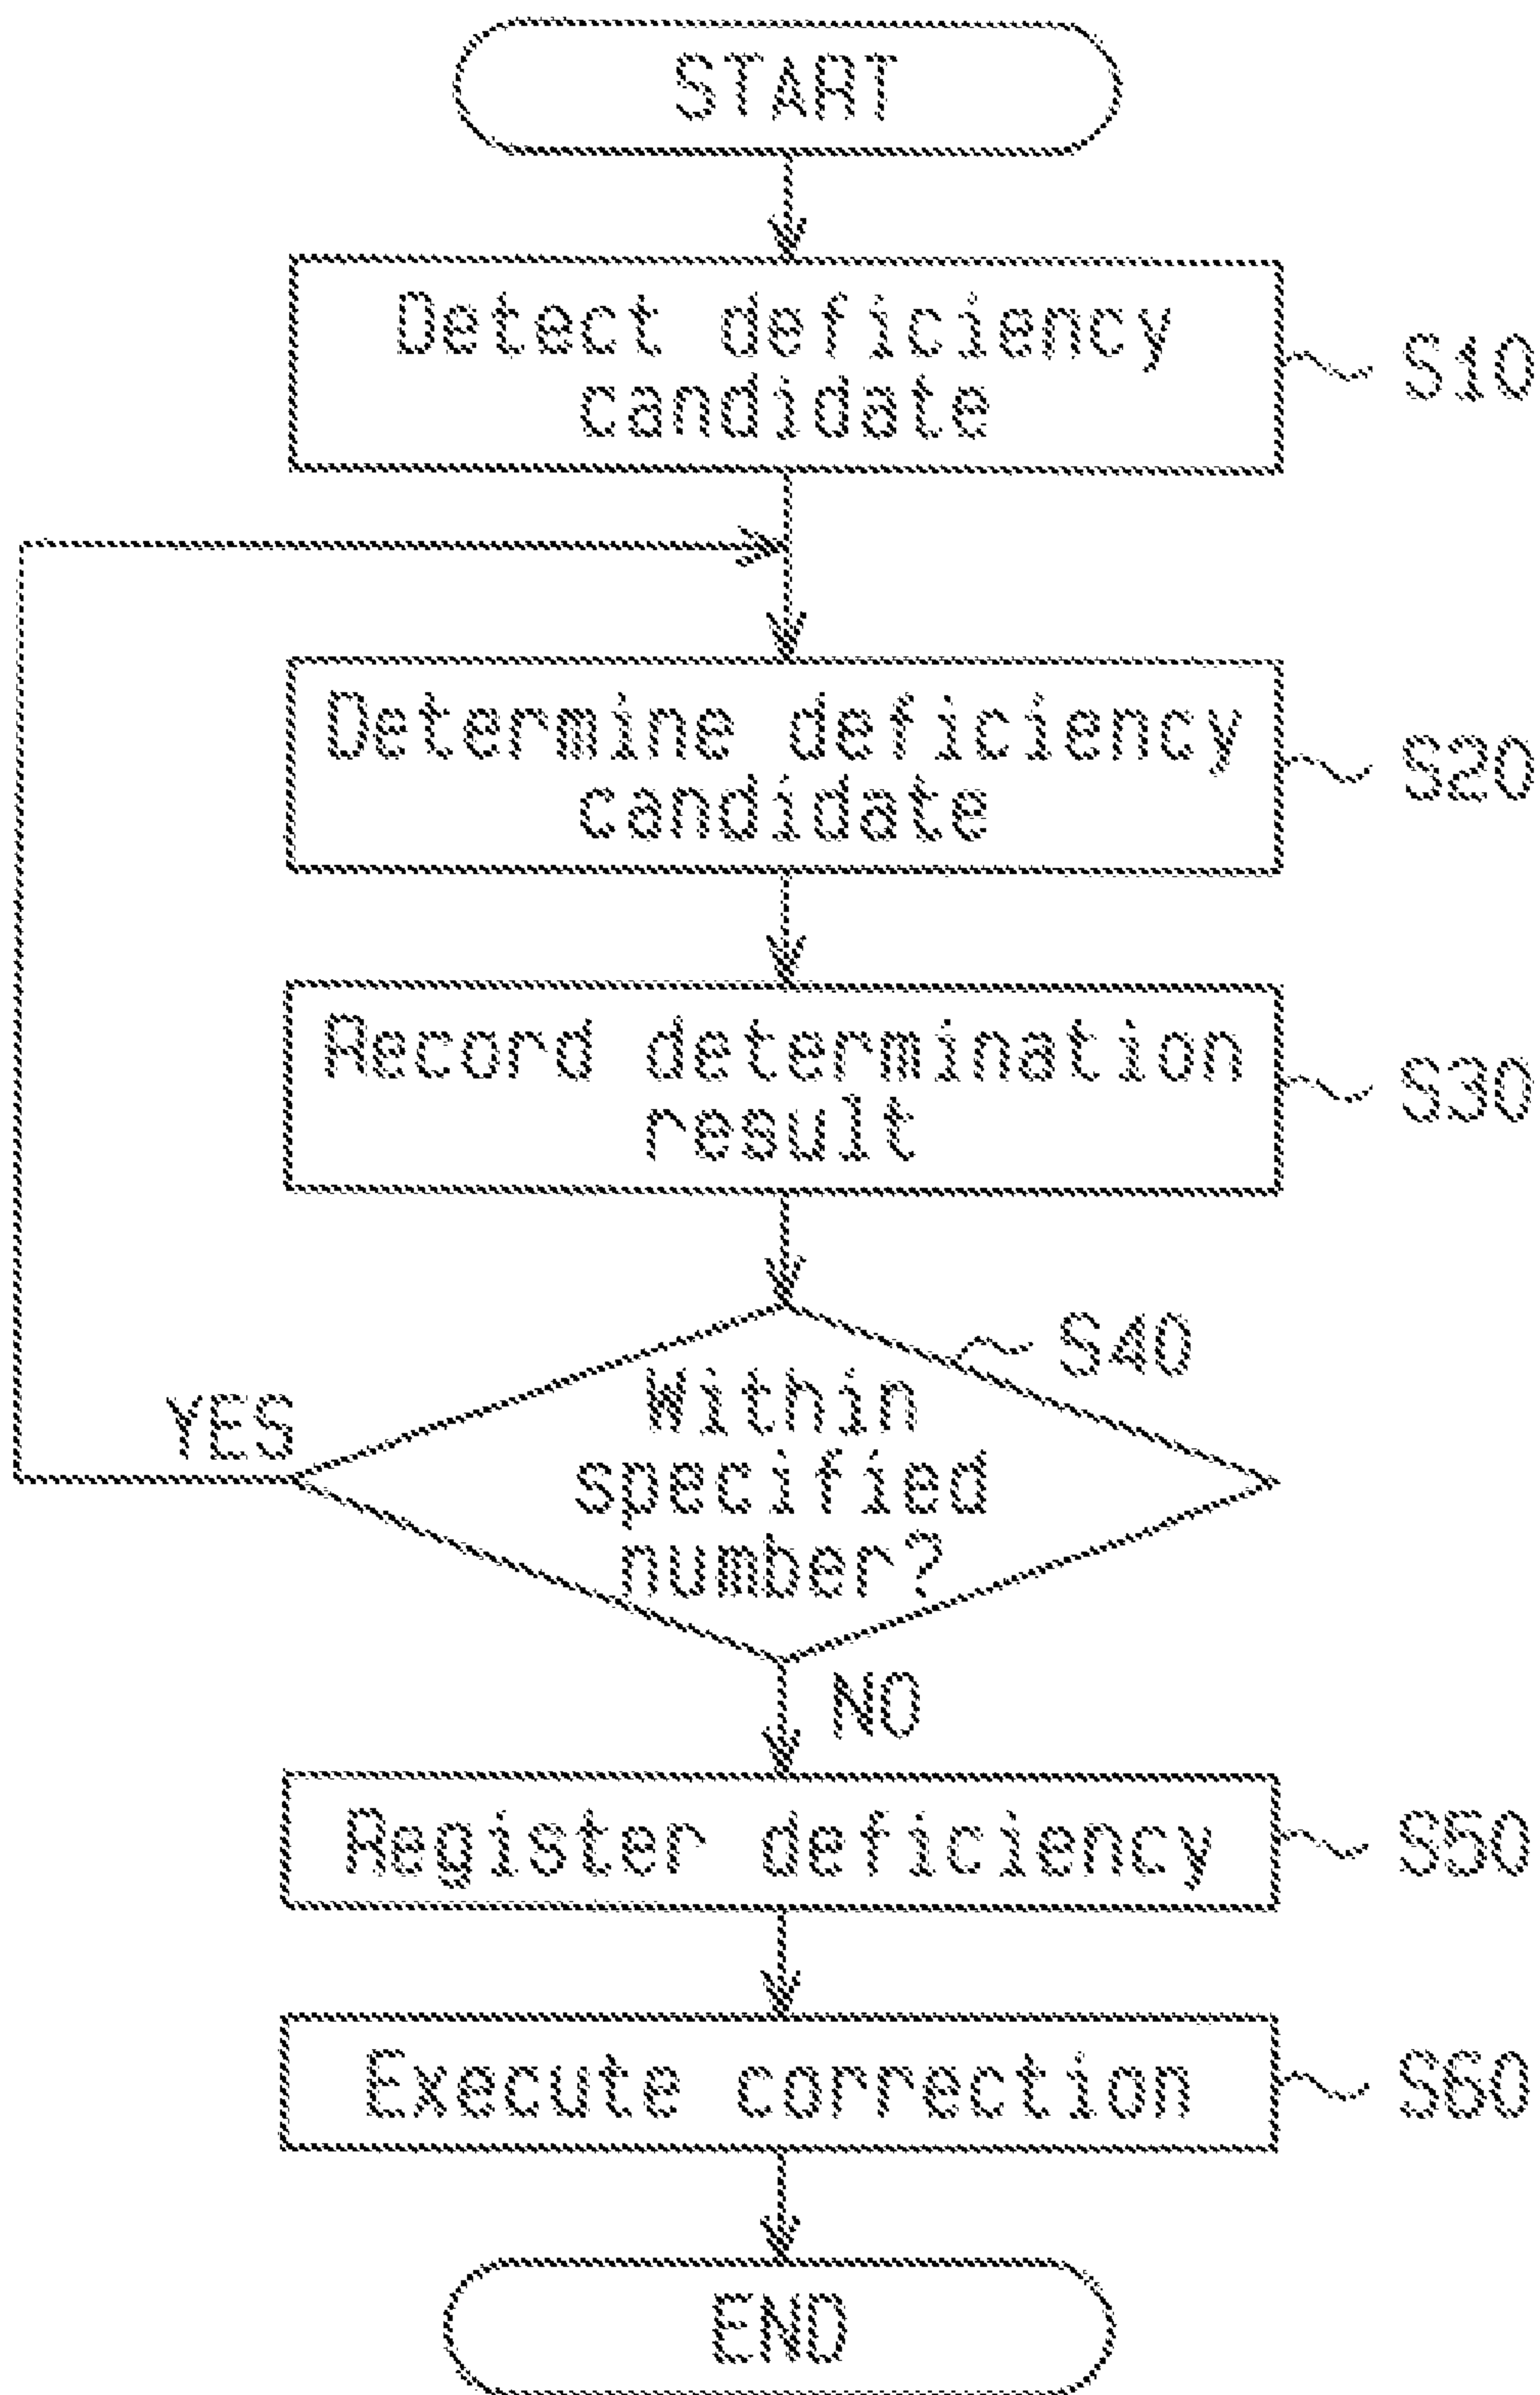 START
Detect deficiency
candidate
S10
Determine deficiency
candidate
S20
Record determination
result
S30
S40
Within
specified
number?
YES
NO
Register deficiency
S50
Execute correction
S60
END